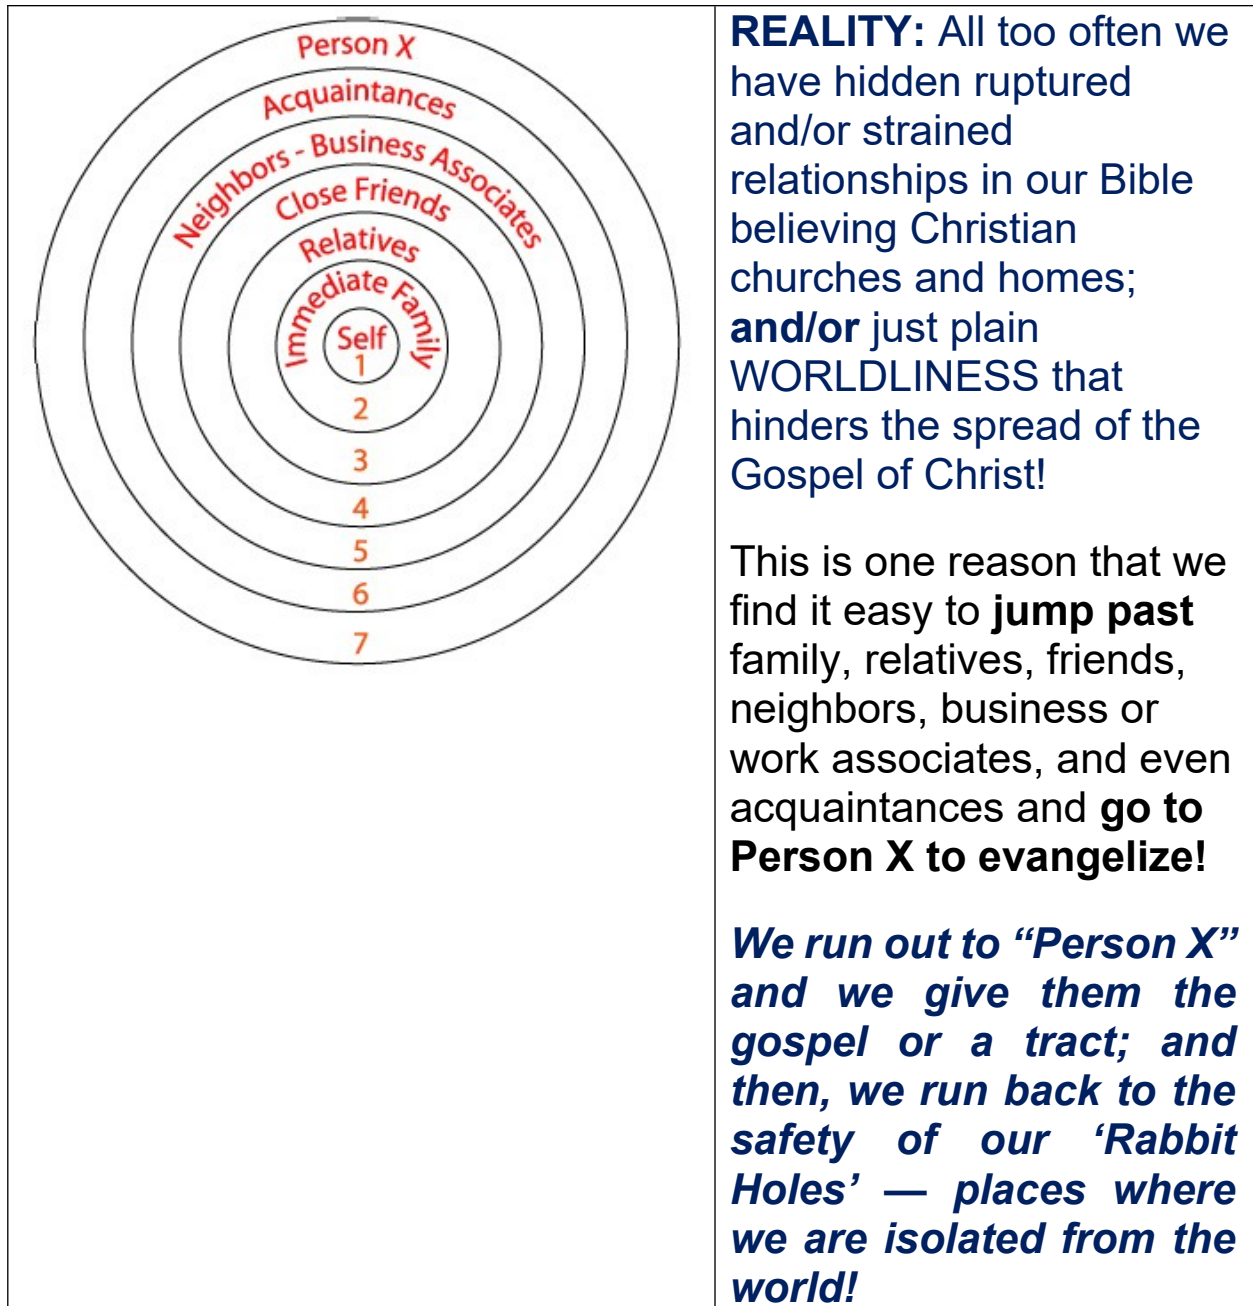 Person X
Acquaintances
Neighbors - Business Associates
Close Friends
Relatives
Immediate Family
Self
1
2
3
4
5
6
7
REALITY: All too often we
have hidden ruptured
and/or strained
relationships in our Bible
believing Christian
churches and homes;
and/or just plain
WORLDLINESS that
hinders the spread of the
Gospel of Christ!
This is one reason that we
find it easy to jump past
family, relatives, friends,
neighbors, business or
work associates, and even
acquaintances and go to
Person X to evangelize!
We run out to “Person X”
and we give them the
gospel or a tract; and
then, we run back to the
safety of our ‘Rabbit
Holes’ — places where
we are isolated from the
world!